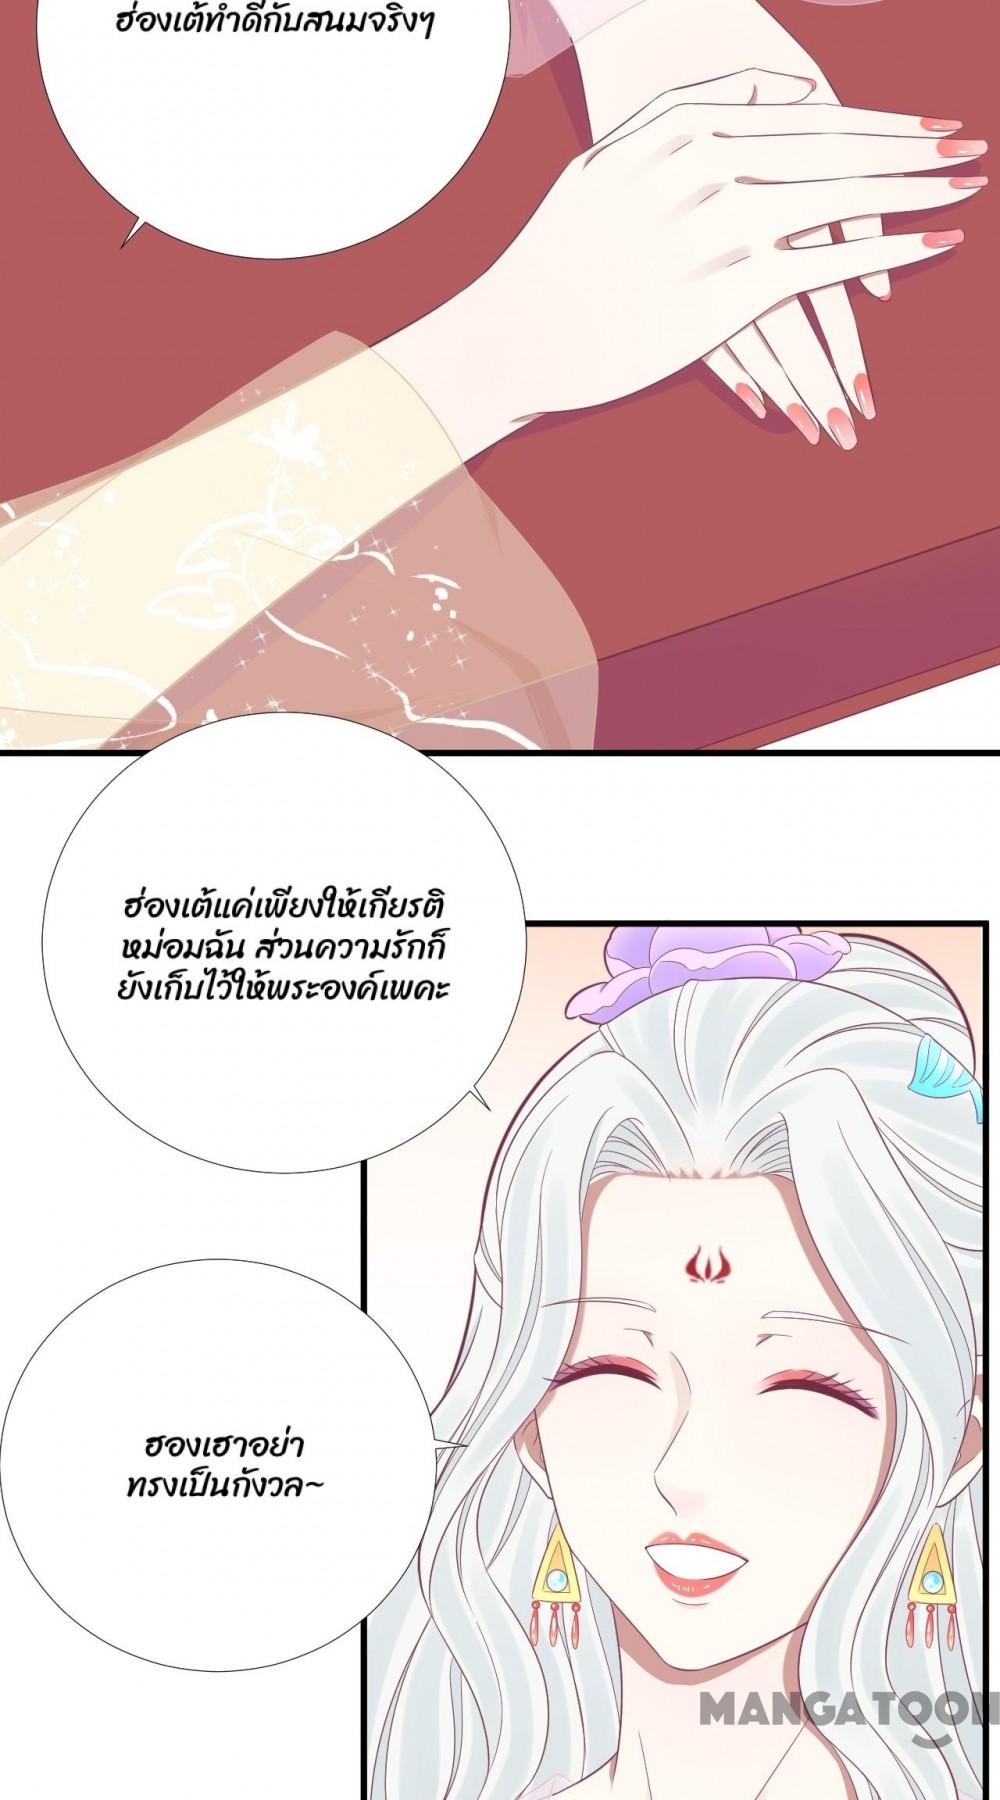 ฮ่องเต้ทำดีกับสนมจริงๆ
ฮ่องเต้แค่เพียงให้เกียรติ
หม่อมฉัน ส่วนความรักก็
ยังเก็บไว้ให้พระองค์เพคะ
ฮองเฮาอย่า
ทรงเป็นกังวล~
MANGATOON